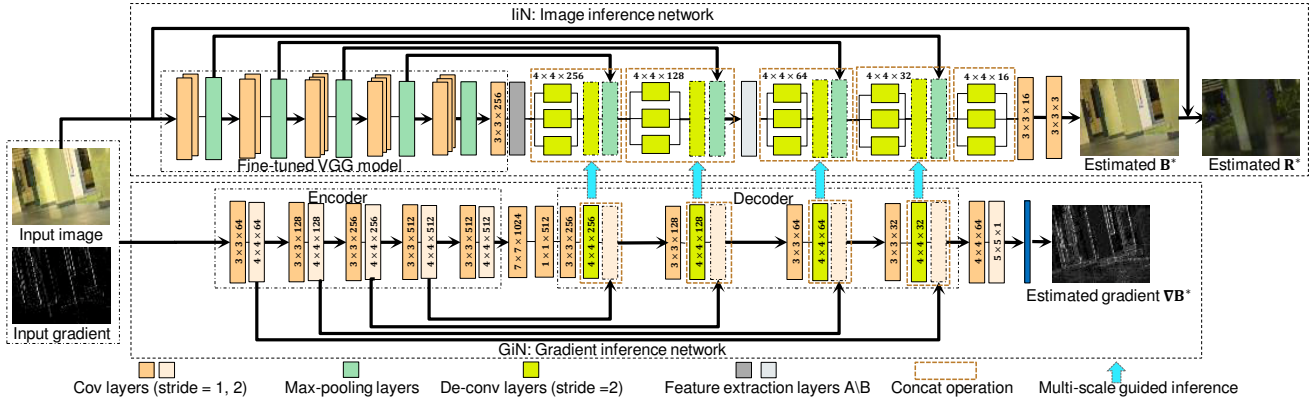 IiN: Image inference network
4 × 4 × 256
4 × 4 × 128
4 × 4 × 64
4 × 4 × 32
4 × 4 × 16
3 × 3 × 256
3 × 3 × 16
3 × 3 × 3
Fine-tuned VGG model
Estimated B*
Estimated R*
Input image
Encoder
Decoder
3 × 3 × 64
4 × 4 × 64
3 × 3 × 128
4 × 4 × 128
3 × 3 × 256
4 × 4 × 256
3 × 3 × 512
4 × 4 × 512
3 × 3 × 512
4 × 4 × 512
7 × 7 × 1024
1 × 1 × 512
3 × 3 × 256
4 × 4 × 256
3 × 3 × 128
4 × 4 × 128
3 × 3 × 64
4 × 4 × 64
3 × 3 × 32
4 × 4 × 32
4 × 4 × 64
5 × 5 × 1
Estimated gradient ∇B*
Input gradient
GiN: Gradient inference network
Cov layers (stride = 1, 2)
Max-pooling layers
De-conv layers (stride =2)
Feature extraction layers A\B
Concat operation
Multi-scale guided inference